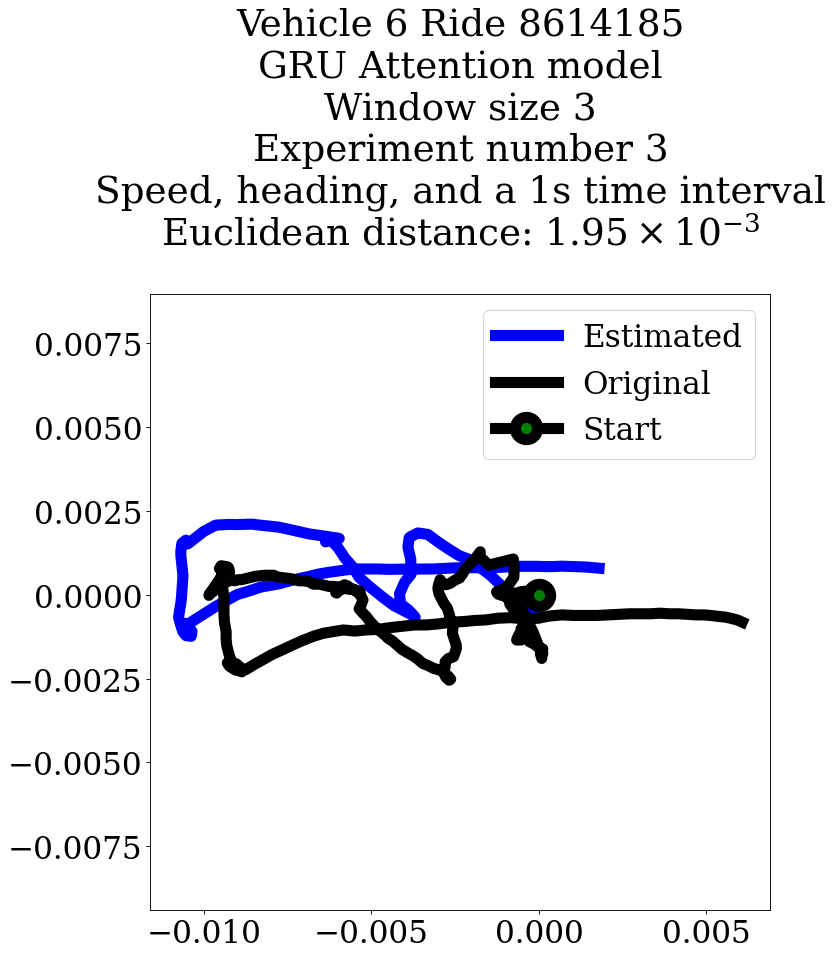 Vehicle 6 Ride 8614185
GRU Attention model
Window size 3
Experiment number 3
Speed, heading, and a 1s time interval
Euclidean distance: 1.95 × 10⁻³
Estimated
Original
Start
0.0075
0.0050
0.0025
0.0000
−0.0025
−0.0050
−0.0075
−0.010
−0.005
0.000
0.005